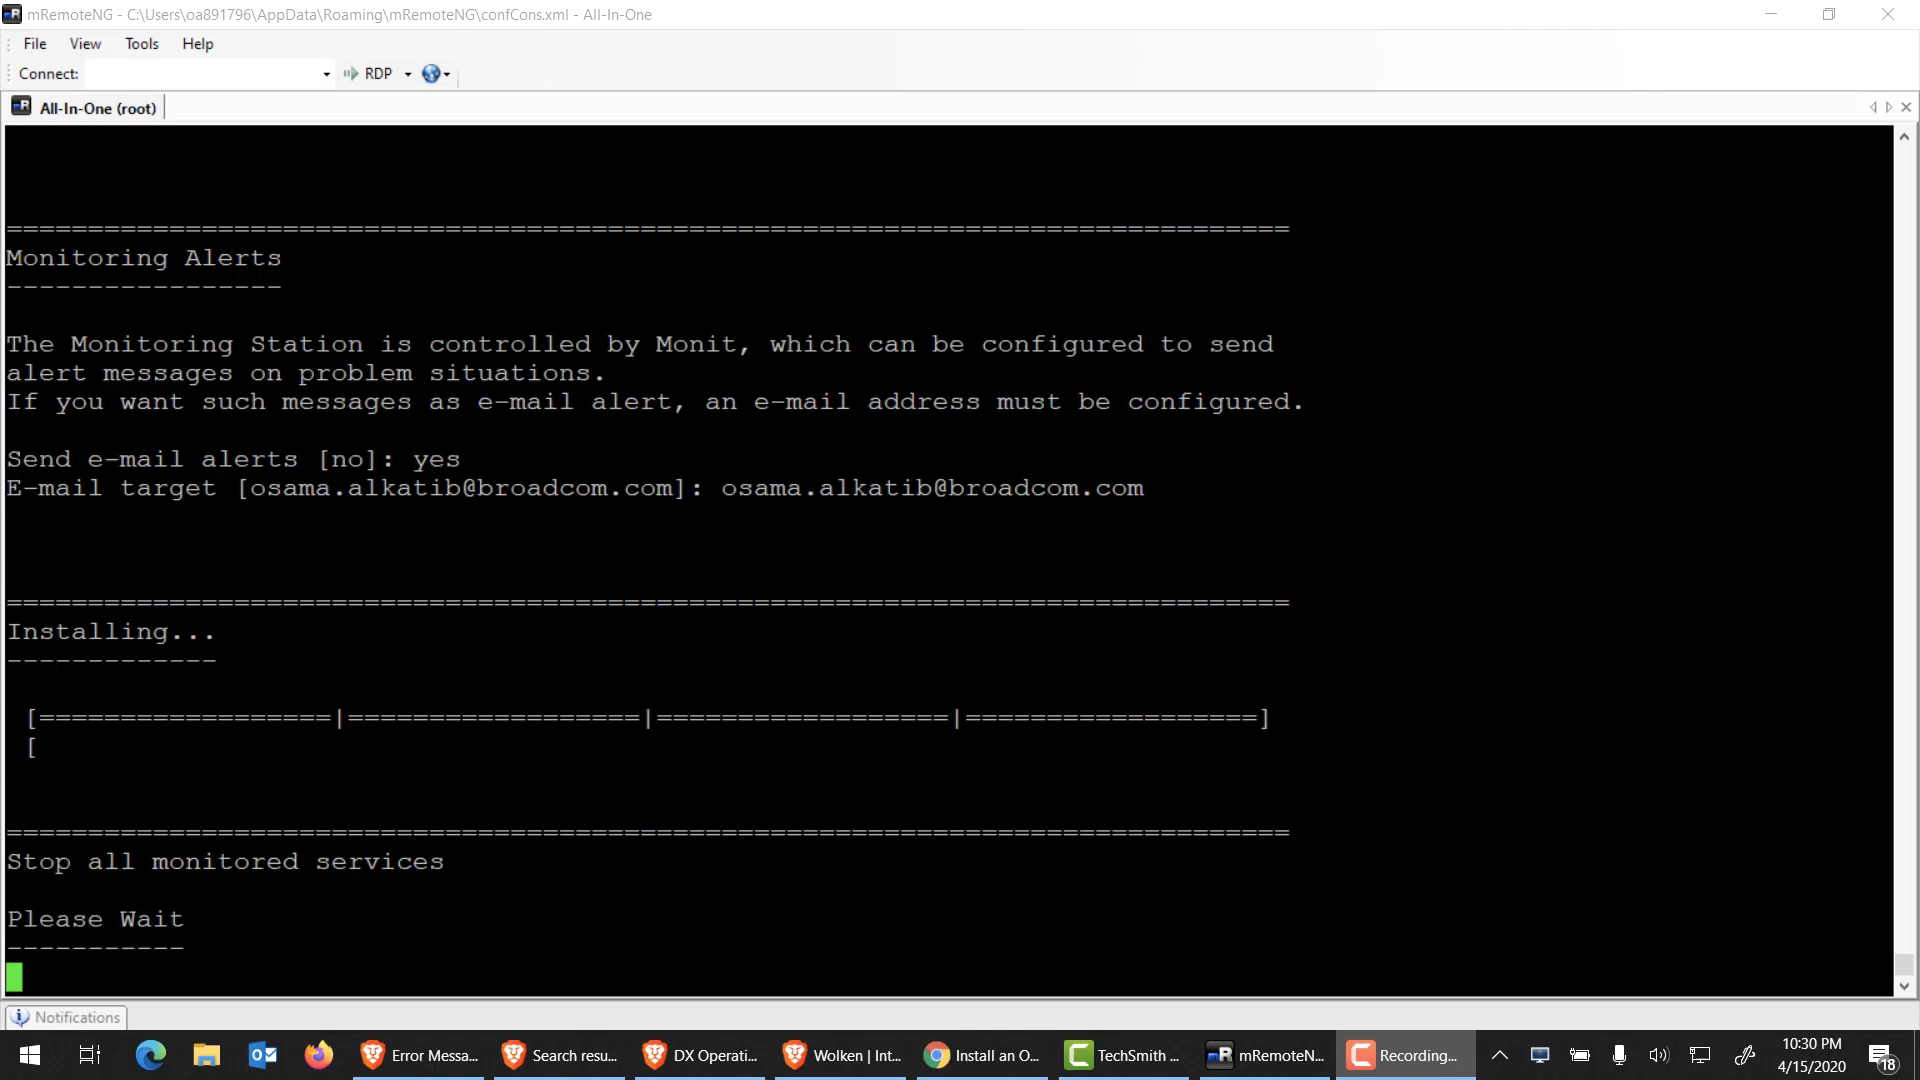 mRemoteNG - C:\Users\oa891796\AppData\Roaming\mRemoteNG\confCons.xml - All-In-One
File View Tools Help
Connect: RDP
All-In-One (root)
================================================================================
Monitoring Alerts
-----------------
The Monitoring Station is controlled by Monit, which can be configured to send
alert messages on problem situations.
If you want such messages as e-mail alert, an e-mail address must be configured.
Send e-mail alerts [no]: yes
E-mail target [osama.alkatib@broadcom.com]: osama.alkatib@broadcom.com
================================================================================
Installing...
-------------
[==================|==================|==================|==================]
[
================================================================================
Stop all monitored services
Please Wait
-----------
Notifications
Error Messa... Search resu... DX Operati... Wolken | Int... Install an O... TechSmith ... mRemoteN... Recording... 10:30 PM
4/15/2020 18